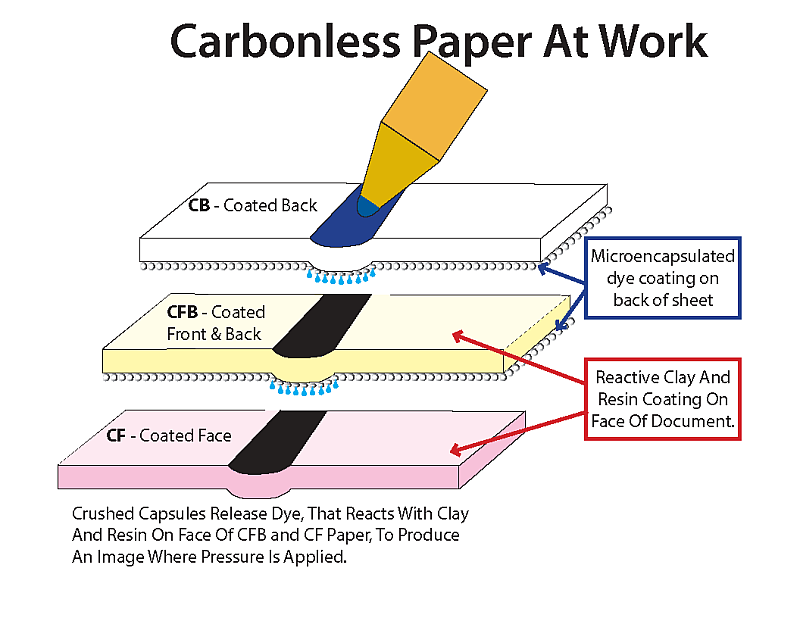 Carbonless Paper At Work
CB - Coated Back
Microencapsulated
dye coating on
back of sheet
CFB - Coated
Front & Back
Reactive Clay And
Resin Coating On
Face Of Document.
CF - Coated Face
Crushed Capsules Release Dye, That Reacts With Clay
And Resin On Face Of CFB and CF Paper, To Produce
An Image Where Pressure Is Applied.